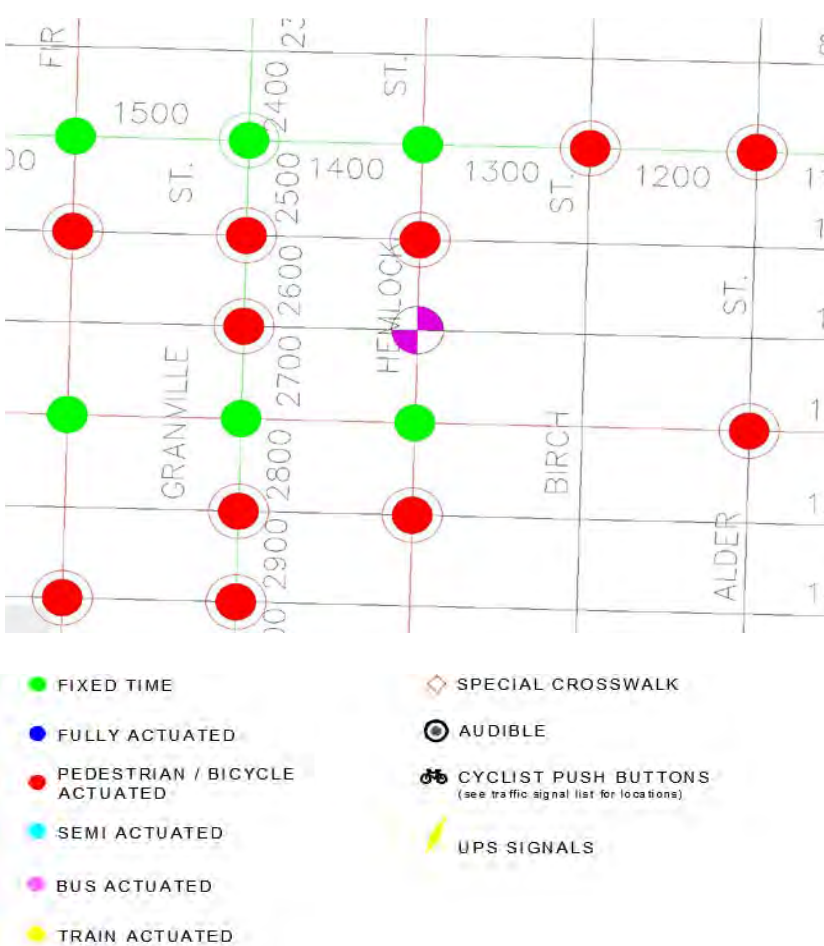 FIR
ST.
2400
1500
1400
1300
1200
ST.
2500
ST.
2600
HEMLOCK
ST.
2700
GRANVILLE
BIRCH
2800
ALDER
2900
FIXED TIME
FULLY ACTUATED
PEDESTRIAN / BICYCLE
ACTUATED
SEMI ACTUATED
BUS ACTUATED
TRAIN ACTUATED
SPECIAL CROSSWALK
AUDIBLE
CYCLIST PUSH BUTTONS
(see traffic signal list for locations)
UPS SIGNALS